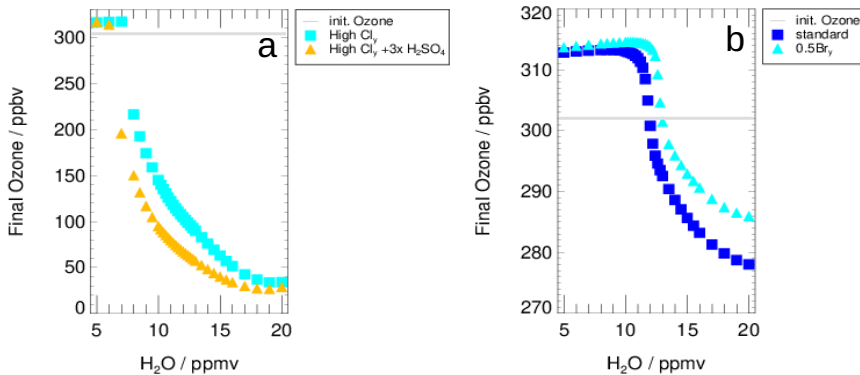 a
init. Ozone
High Cly
High Cly +3x H2SO4
Final Ozone / ppbv
300
250
200
150
100
50
0
5
10
15
20
H2O / ppmv
b
init. Ozone
standard
0.5Bry
Final Ozone / ppbv
320
310
300
290
280
270
5
10
15
20
H2O / ppmv